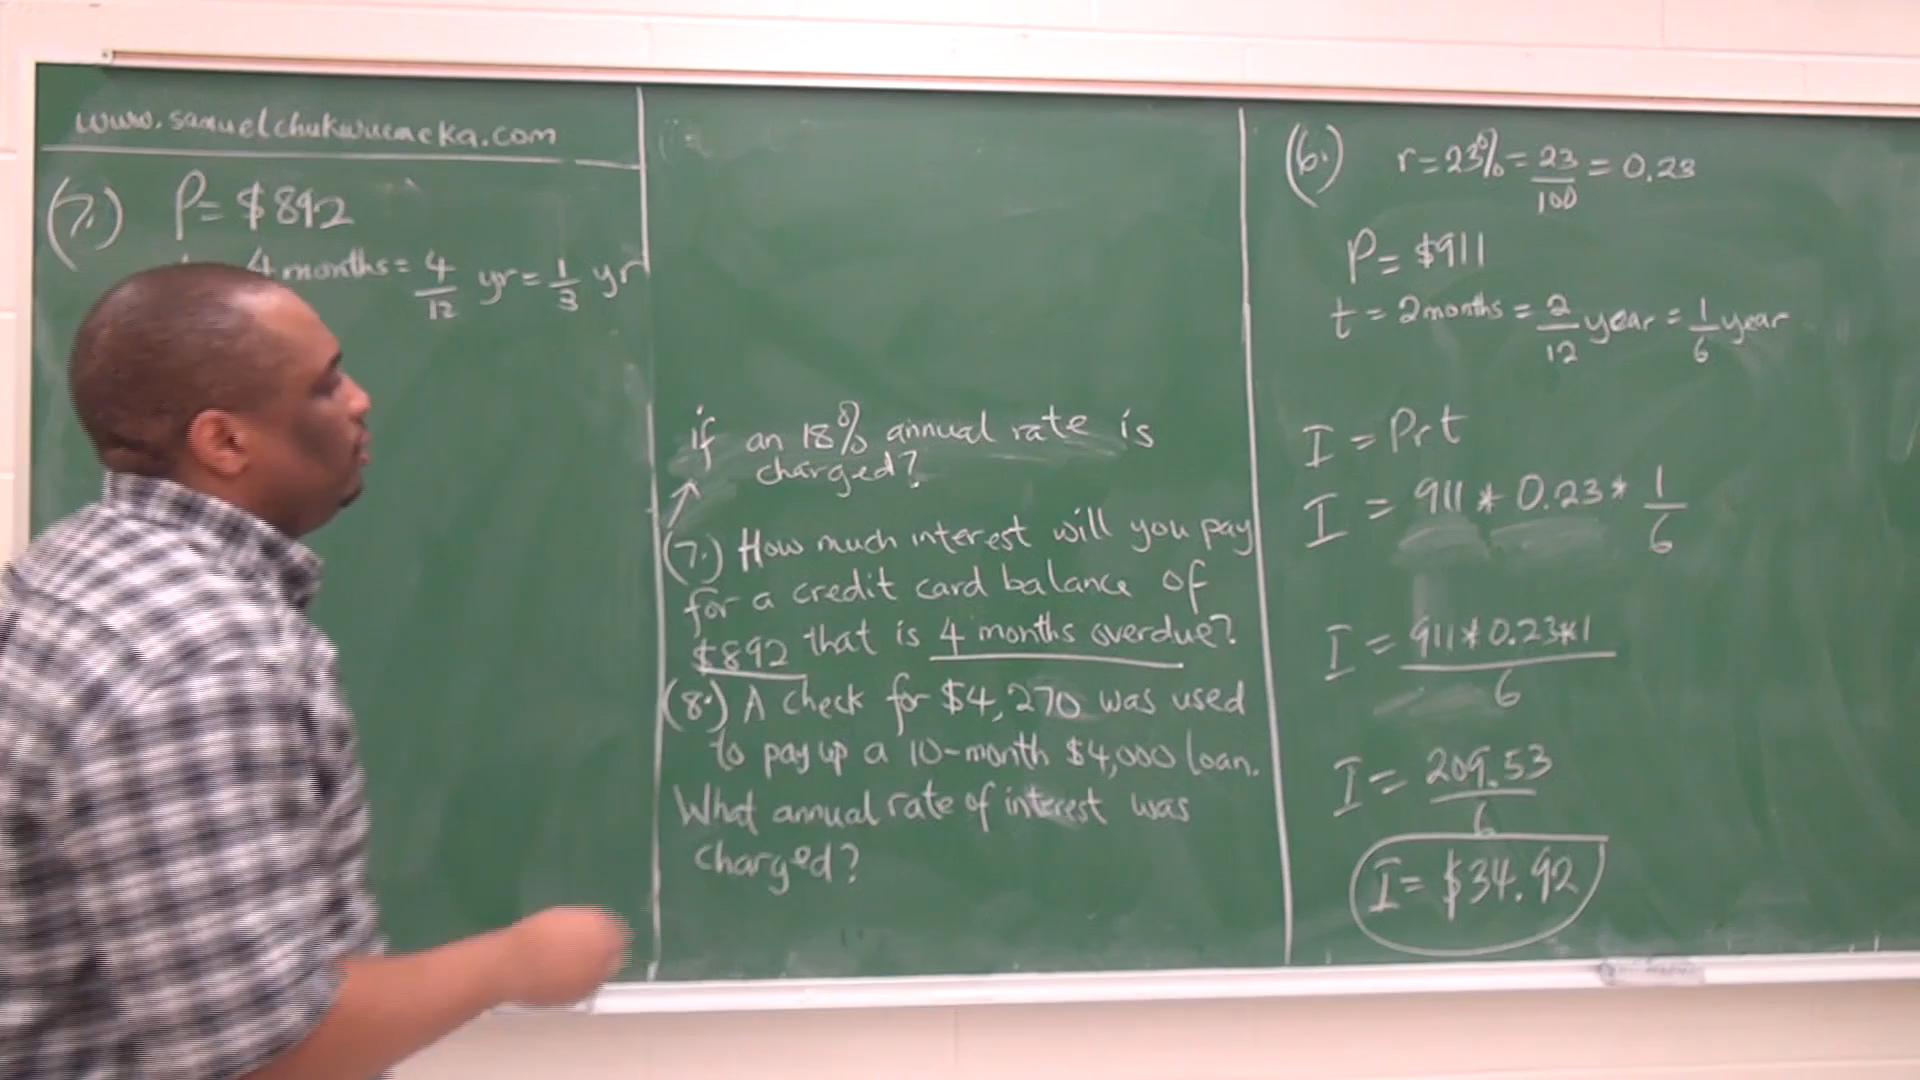 www.samuelchukwuemeka.com
(7.) P = $892
4 months = 4/12 yr = 1/3 yr
if an 18% annual rate is
charged?
(7.) How much interest will you pay
for a credit card balance of
$892 that is 4 months overdue?
(8.) A check for $4,270 was used
to pay up a 10-month $4,000 loan.
What annual rate of interest was
charged?
(6.) r = 23% = 23/100 = 0.23
P = $911
t = 2 months = 2/12 year = 1/6 year
I = Prt
I = 911 * 0.23 * 1/6
I = 911 * 0.23 * 1 / 6
I = 209.53 / 6
I = $34.92